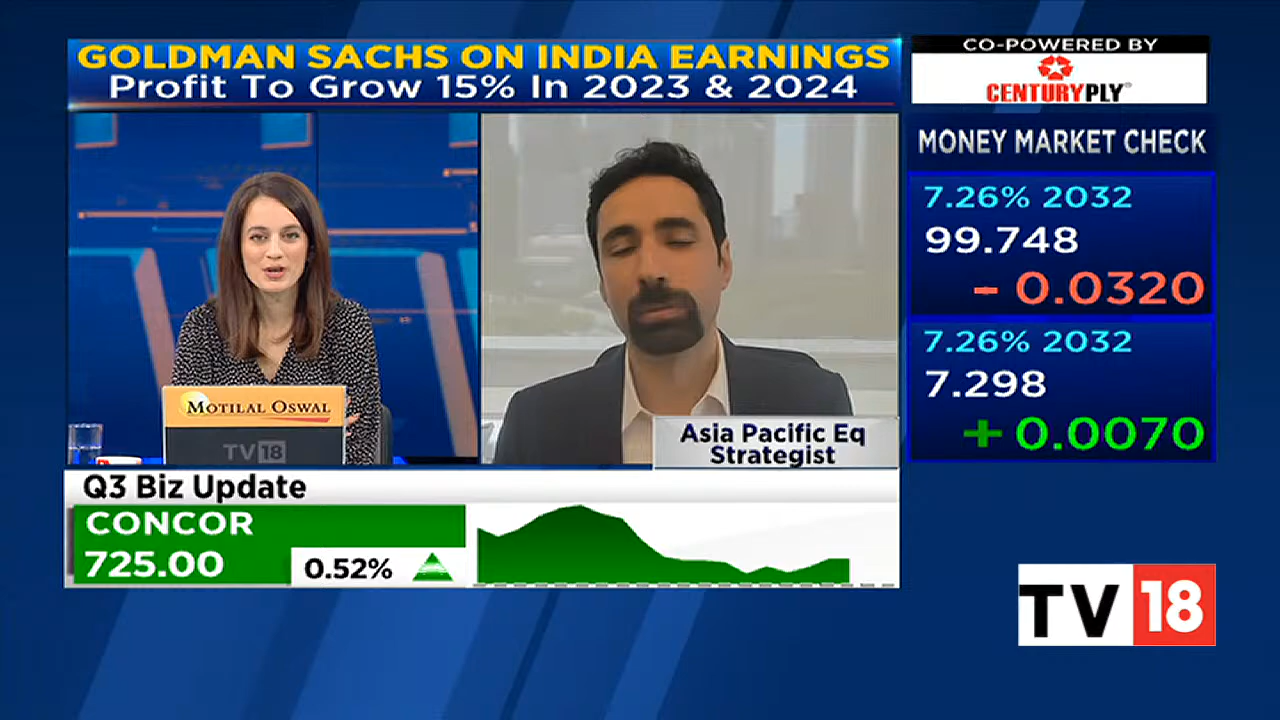 GOLDMAN SACHS ON INDIA EARNINGS
Profit To Grow 15% In 2023 & 2024
CO-POWERED BY
CENTURYPLY
MONEY MARKET CHECK
7.26% 2032
99.748
- 0.0320
7.26% 2032
7.298
+ 0.0070
MOTILAL OSWAL
TV18
Asia Pacific Eq
Strategist
Q3 Biz Update
CONCOR
725.00
0.52%
TV18